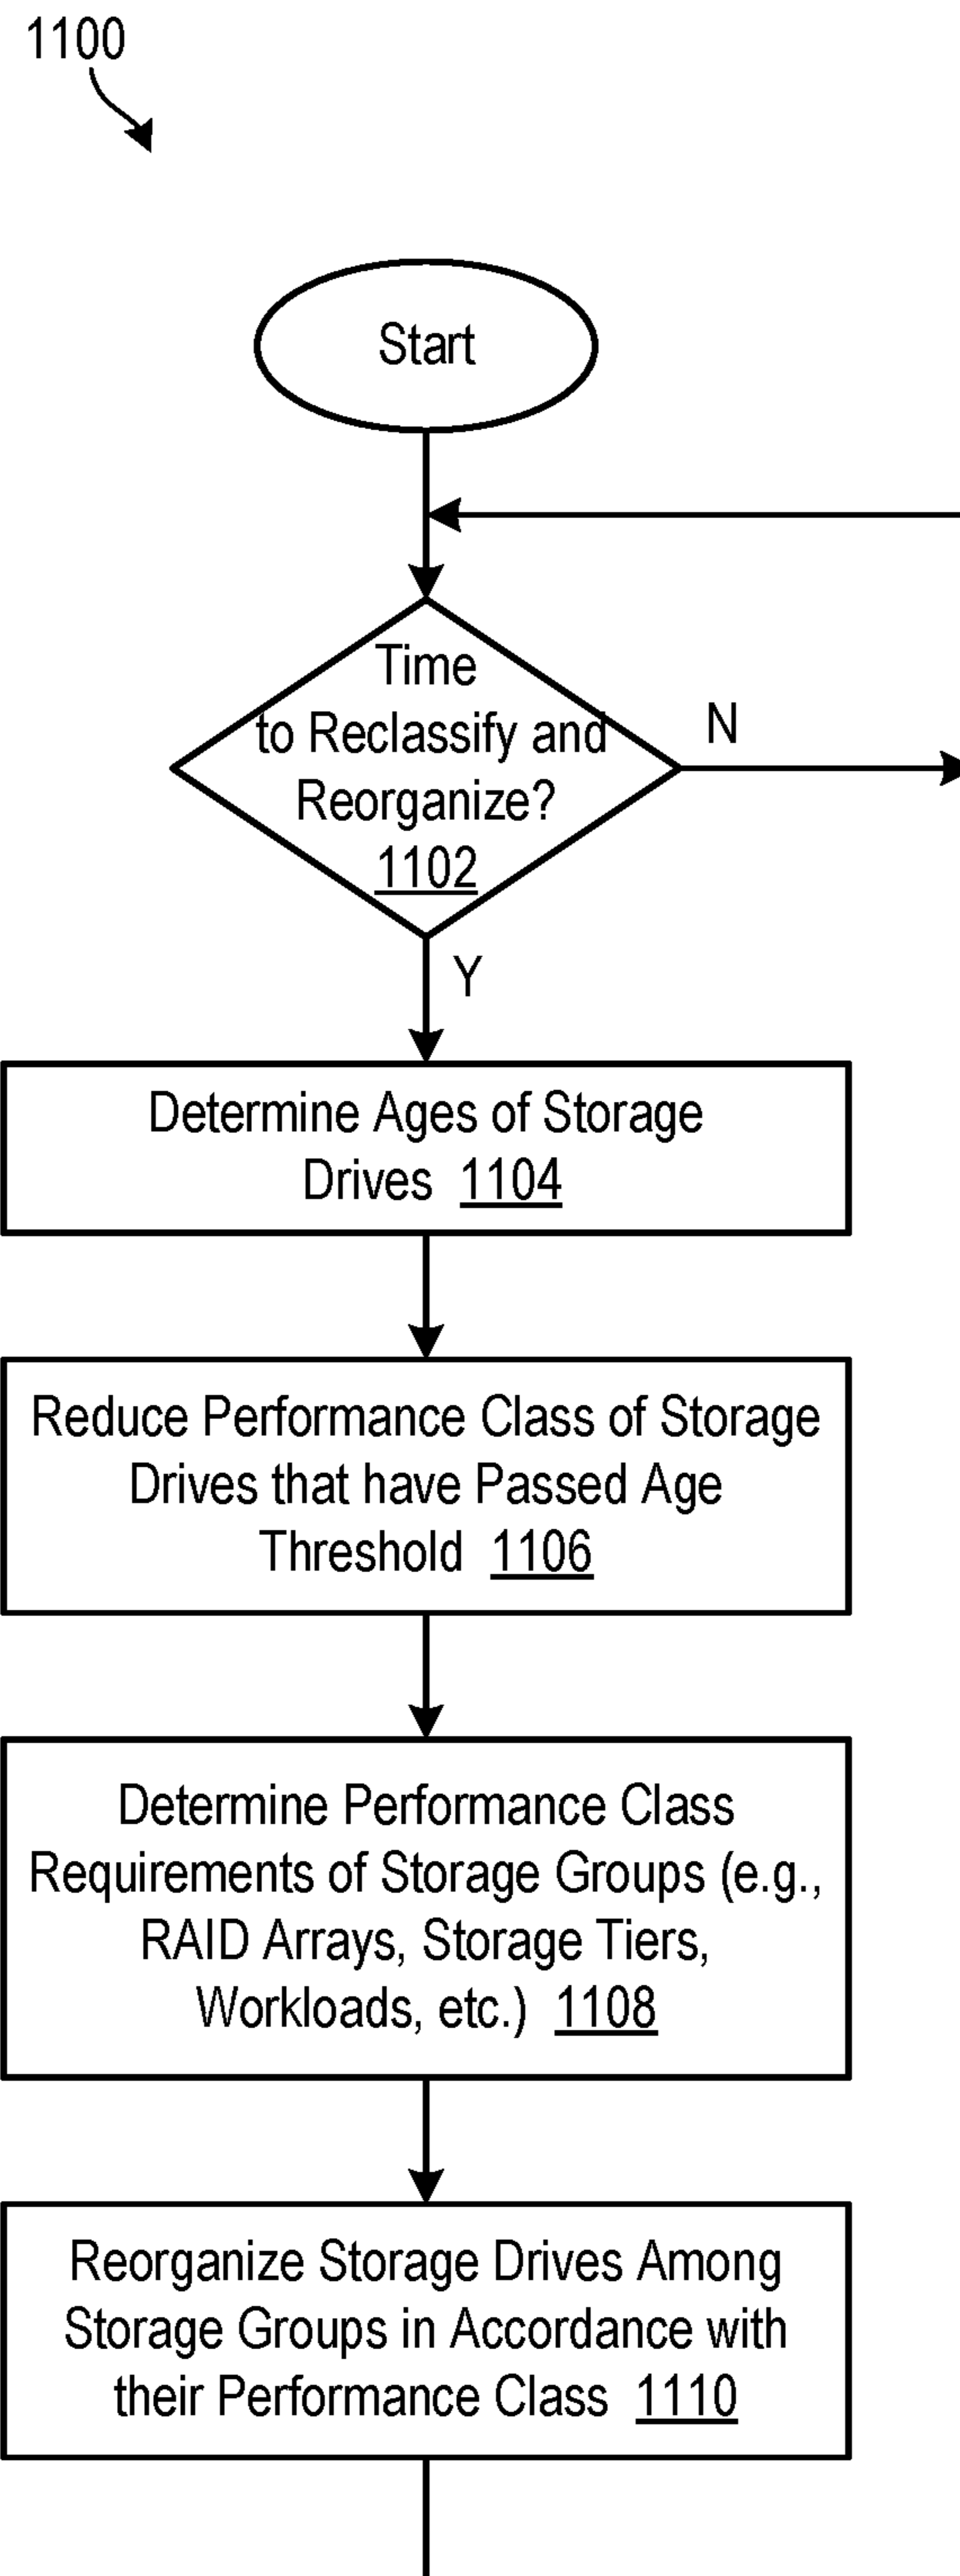 1100
Start
Time
to Reclassify and
Reorganize?
1102
N
Y
Determine Ages of Storage
Drives 1104
Reduce Performance Class of Storage
Drives that have Passed Age
Threshold 1106
Determine Performance Class
Requirements of Storage Groups (e.g.,
RAID Arrays, Storage Tiers,
Workloads, etc.) 1108
Reorganize Storage Drives Among
Storage Groups in Accordance with
their Performance Class 1110